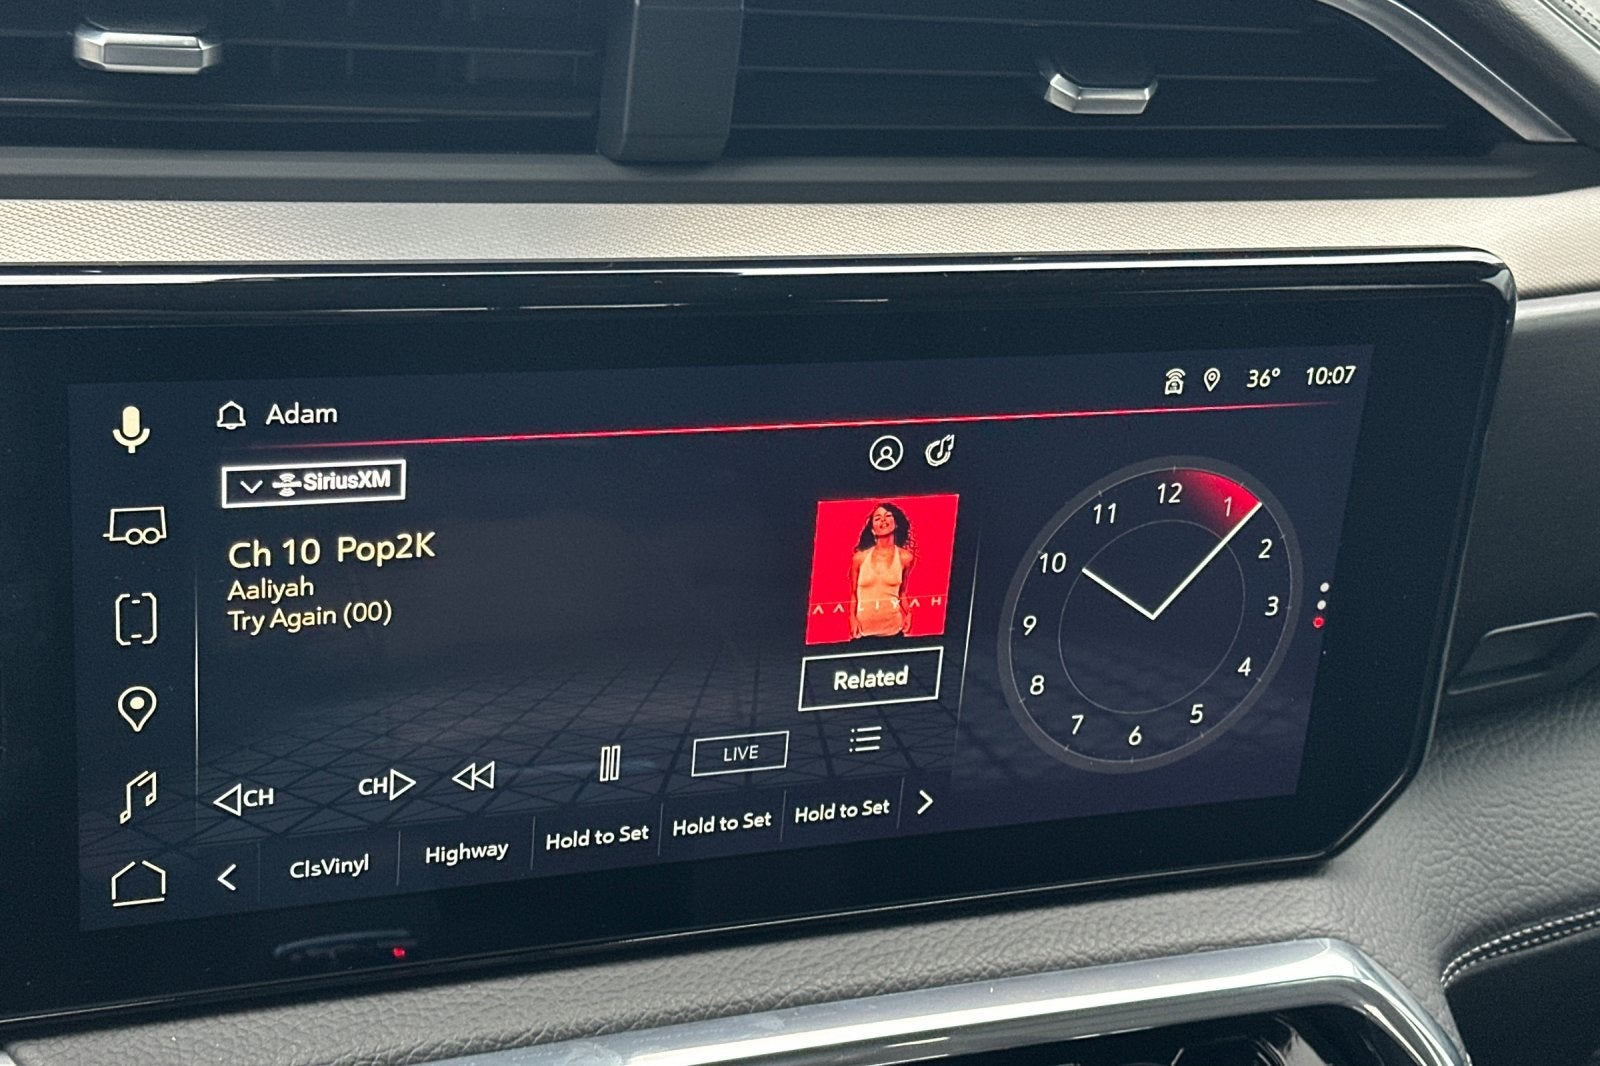 Adam
36° 10:07
SiriusXM
Ch 10 Pop2K
Aaliyah
Try Again (00)
AALIYAH
Related
CH
CH
LIVE
ClsVinyl
Highway
Hold to Set
Hold to Set
Hold to Set
12
1
2
3
4
5
6
7
8
9
10
11